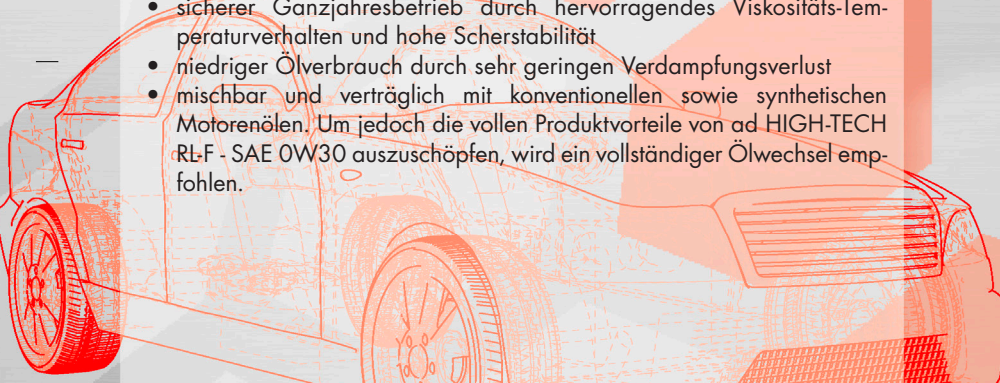 • sicherer Ganzjahresbetrieb durch hervorragendes Viskositäts-Tem-
peraturverhalten und hohe Scherstabilität
• niedriger Ölverbrauch durch sehr geringen Verdampfungsverlust
• mischbar und verträglich mit konventionellen sowie synthetischen
Motorenölen. Um jedoch die vollen Produktvorteile von ad HIGH-TECH
RL-F - SAE 0W30 auszuschöpfen, wird ein vollständiger Ölwechsel emp-
fohlen.